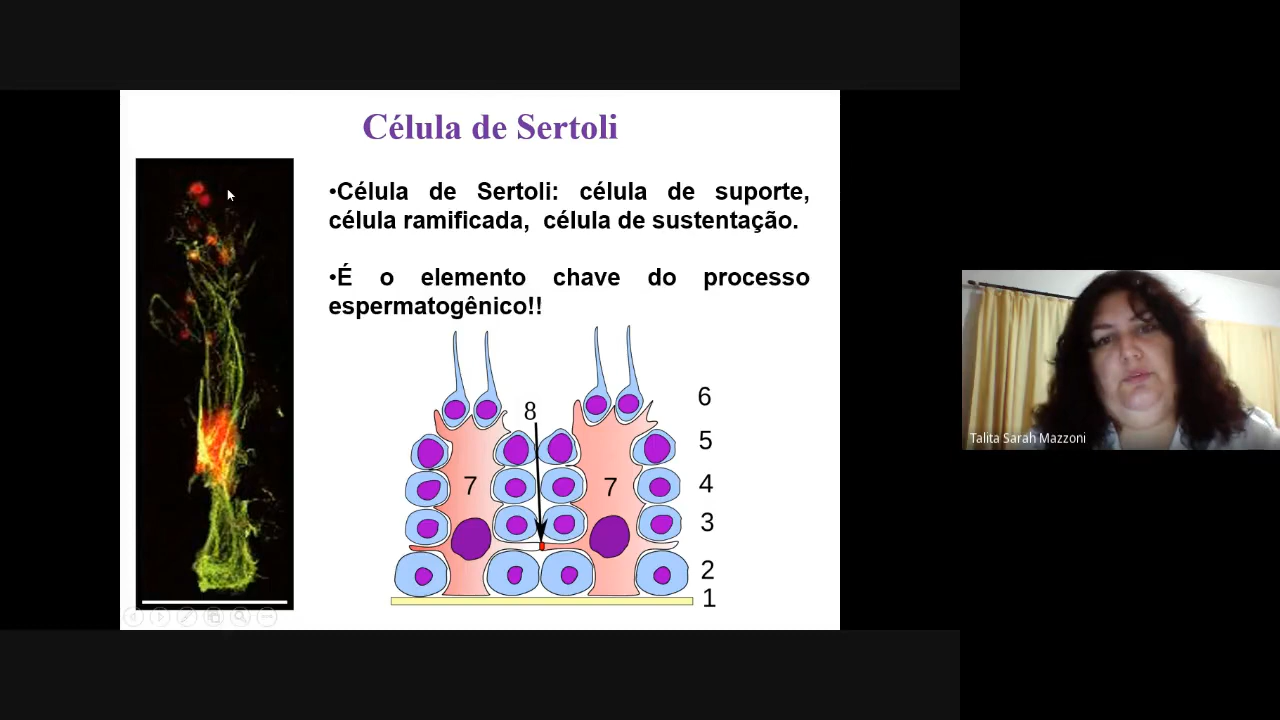 Célula de Sertoli
•Célula de Sertoli: célula de suporte,
célula ramificada, célula de sustentação.
•É o elemento chave do processo
espermatogênico!!
8
6
5
7
7
4
3
2
1
Talita Sarah Mazzoni